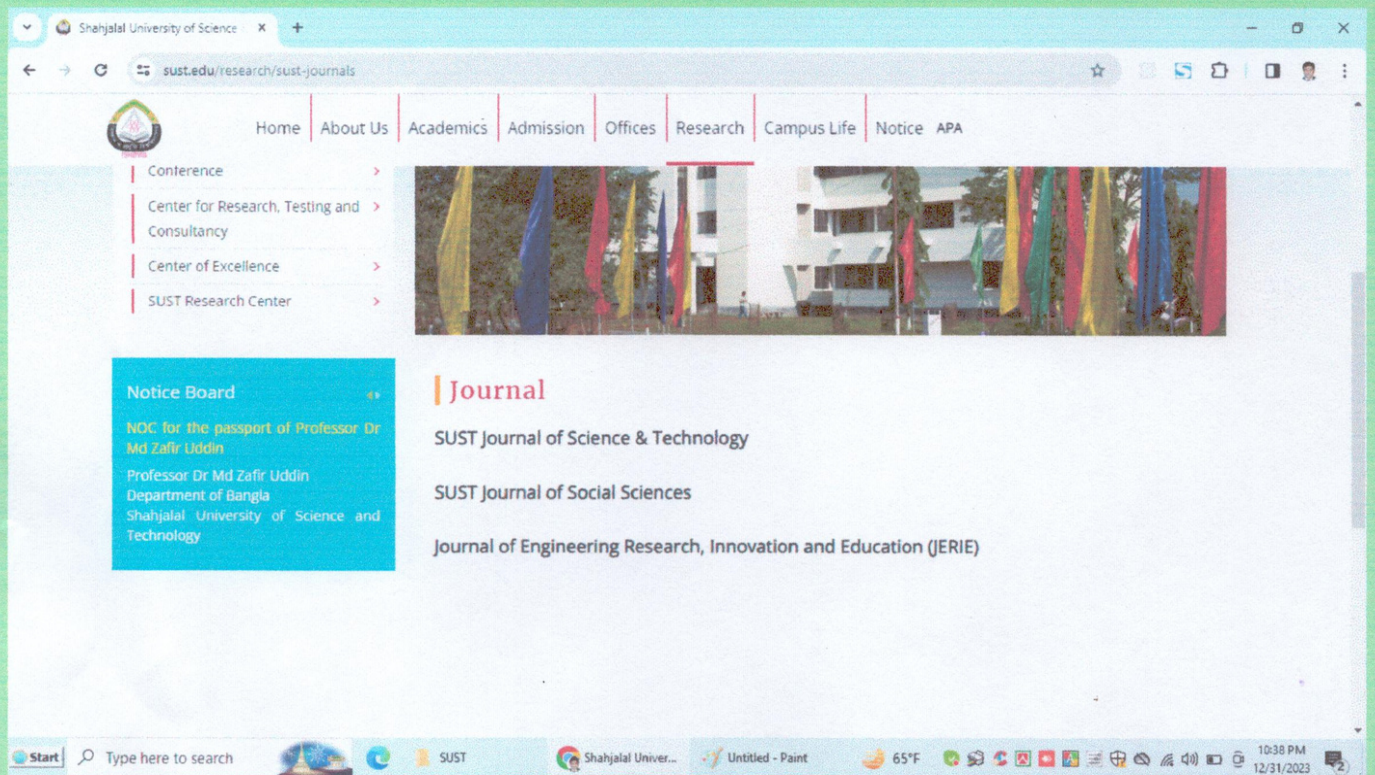 Shahjalal University of Science
sust.edu/research/sust-journals
Home About Us Academics Admission Offices Research Campus Life Notice APA
Conference
Center for Research, Testing and
Consultancy
Center of Excellence
SUST Research Center
Notice Board
NOC for the passport of Professor Dr
Md Zafir Uddin
Professor Dr Md Zafir Uddin
Department of Bangla
Shahjalal University of Science and
Technology
Journal
SUST Journal of Science & Technology
SUST Journal of Social Sciences
Journal of Engineering Research, Innovation and Education (JERIE)
Start Type here to search SUST Shahjalal Univer... Untitled - Paint 65°F 10:38 PM
12/31/2023
2